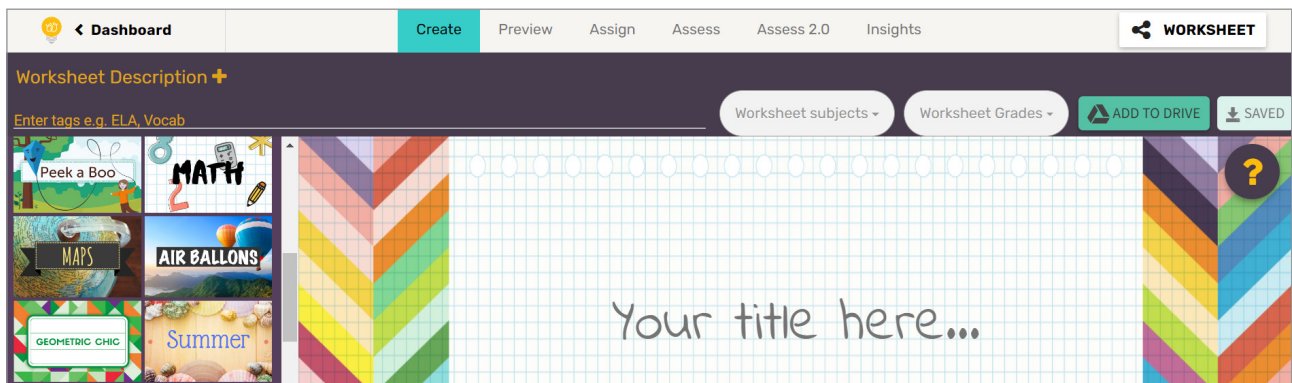 Dashboard
Create
Preview
Assign
Assess
Assess 2.0
Insights
WORKSHEET
Worksheet Description +
Enter tags e.g. ELA, Vocab
Worksheet subjects
Worksheet Grades
ADD TO DRIVE
SAVED
Peek a Boo
MATH
2
?
MAPS
AIR BALLONS
Your title here...
GEOMETRIC CHIC
Summer